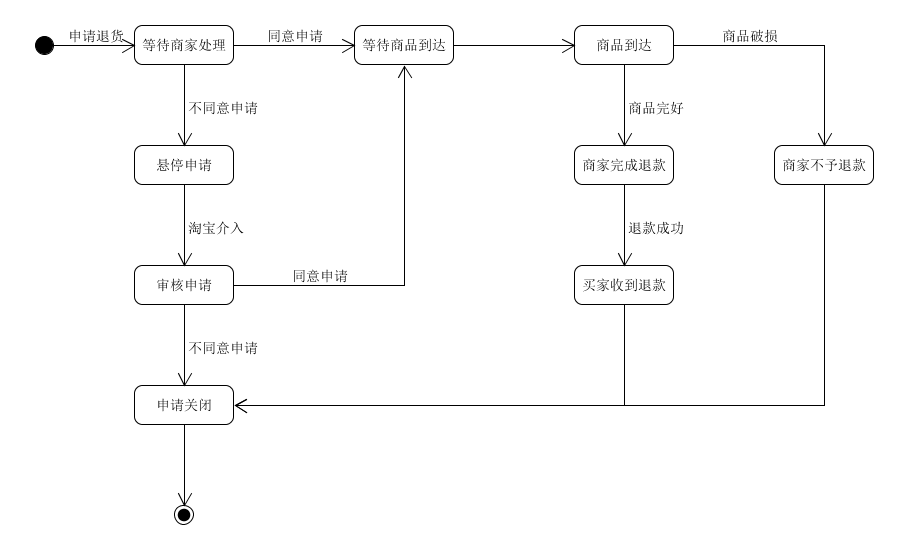 申请退货
等待商家处理
同意申请
等待商品到达
商品到达
商品破损
不同意申请
商品完好
悬停申请
商家完成退款
商家不予退款
淘宝介入
退款成功
审核申请
同意申请
买家收到退款
不同意申请
申请关闭